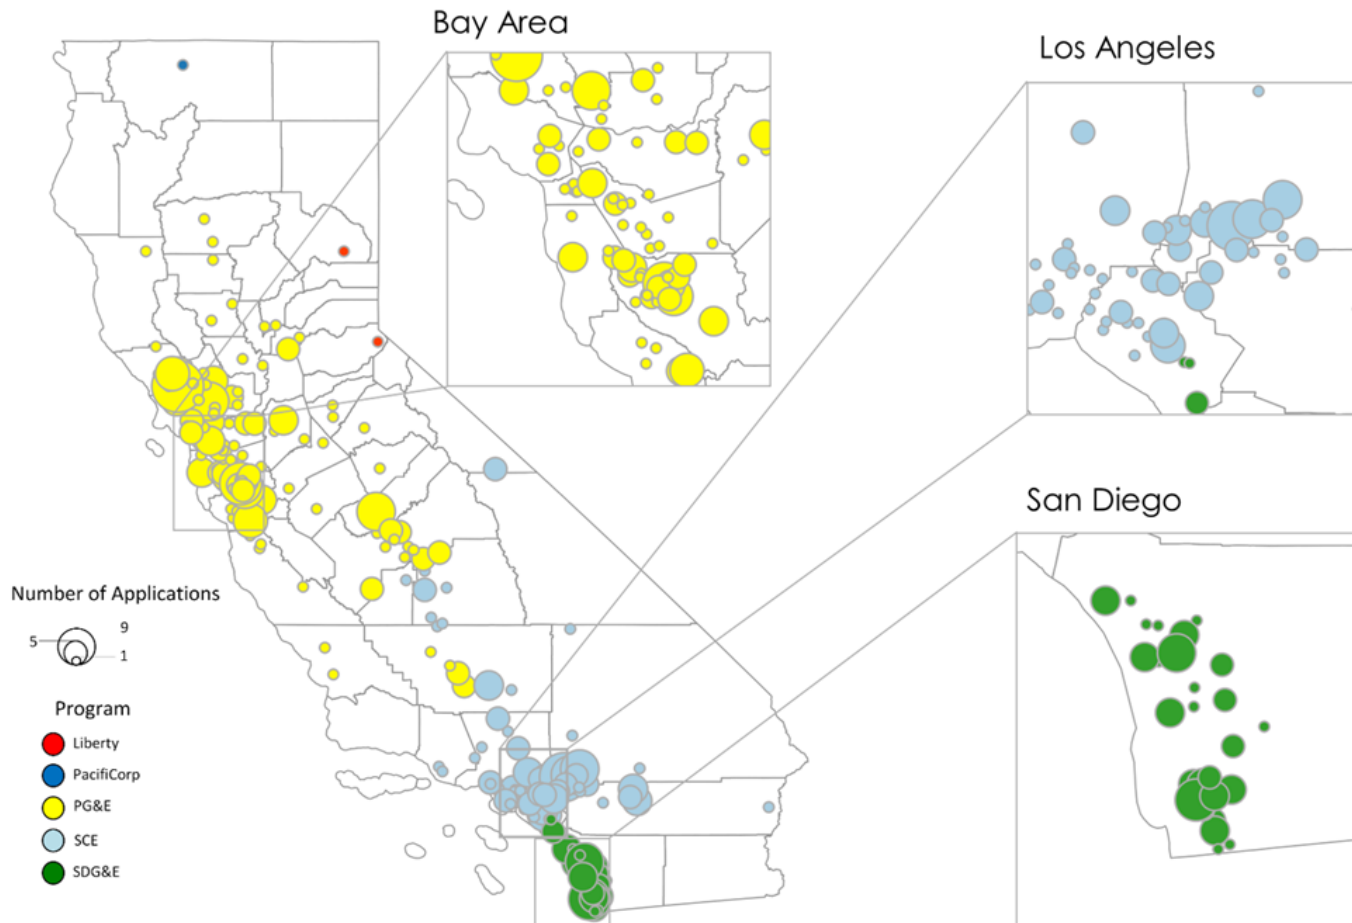 Bay Area
Los Angeles
San Diego
Number of Applications
9
5
1
Program
Liberty
PacifiCorp
PG&E
SCE
SDG&E